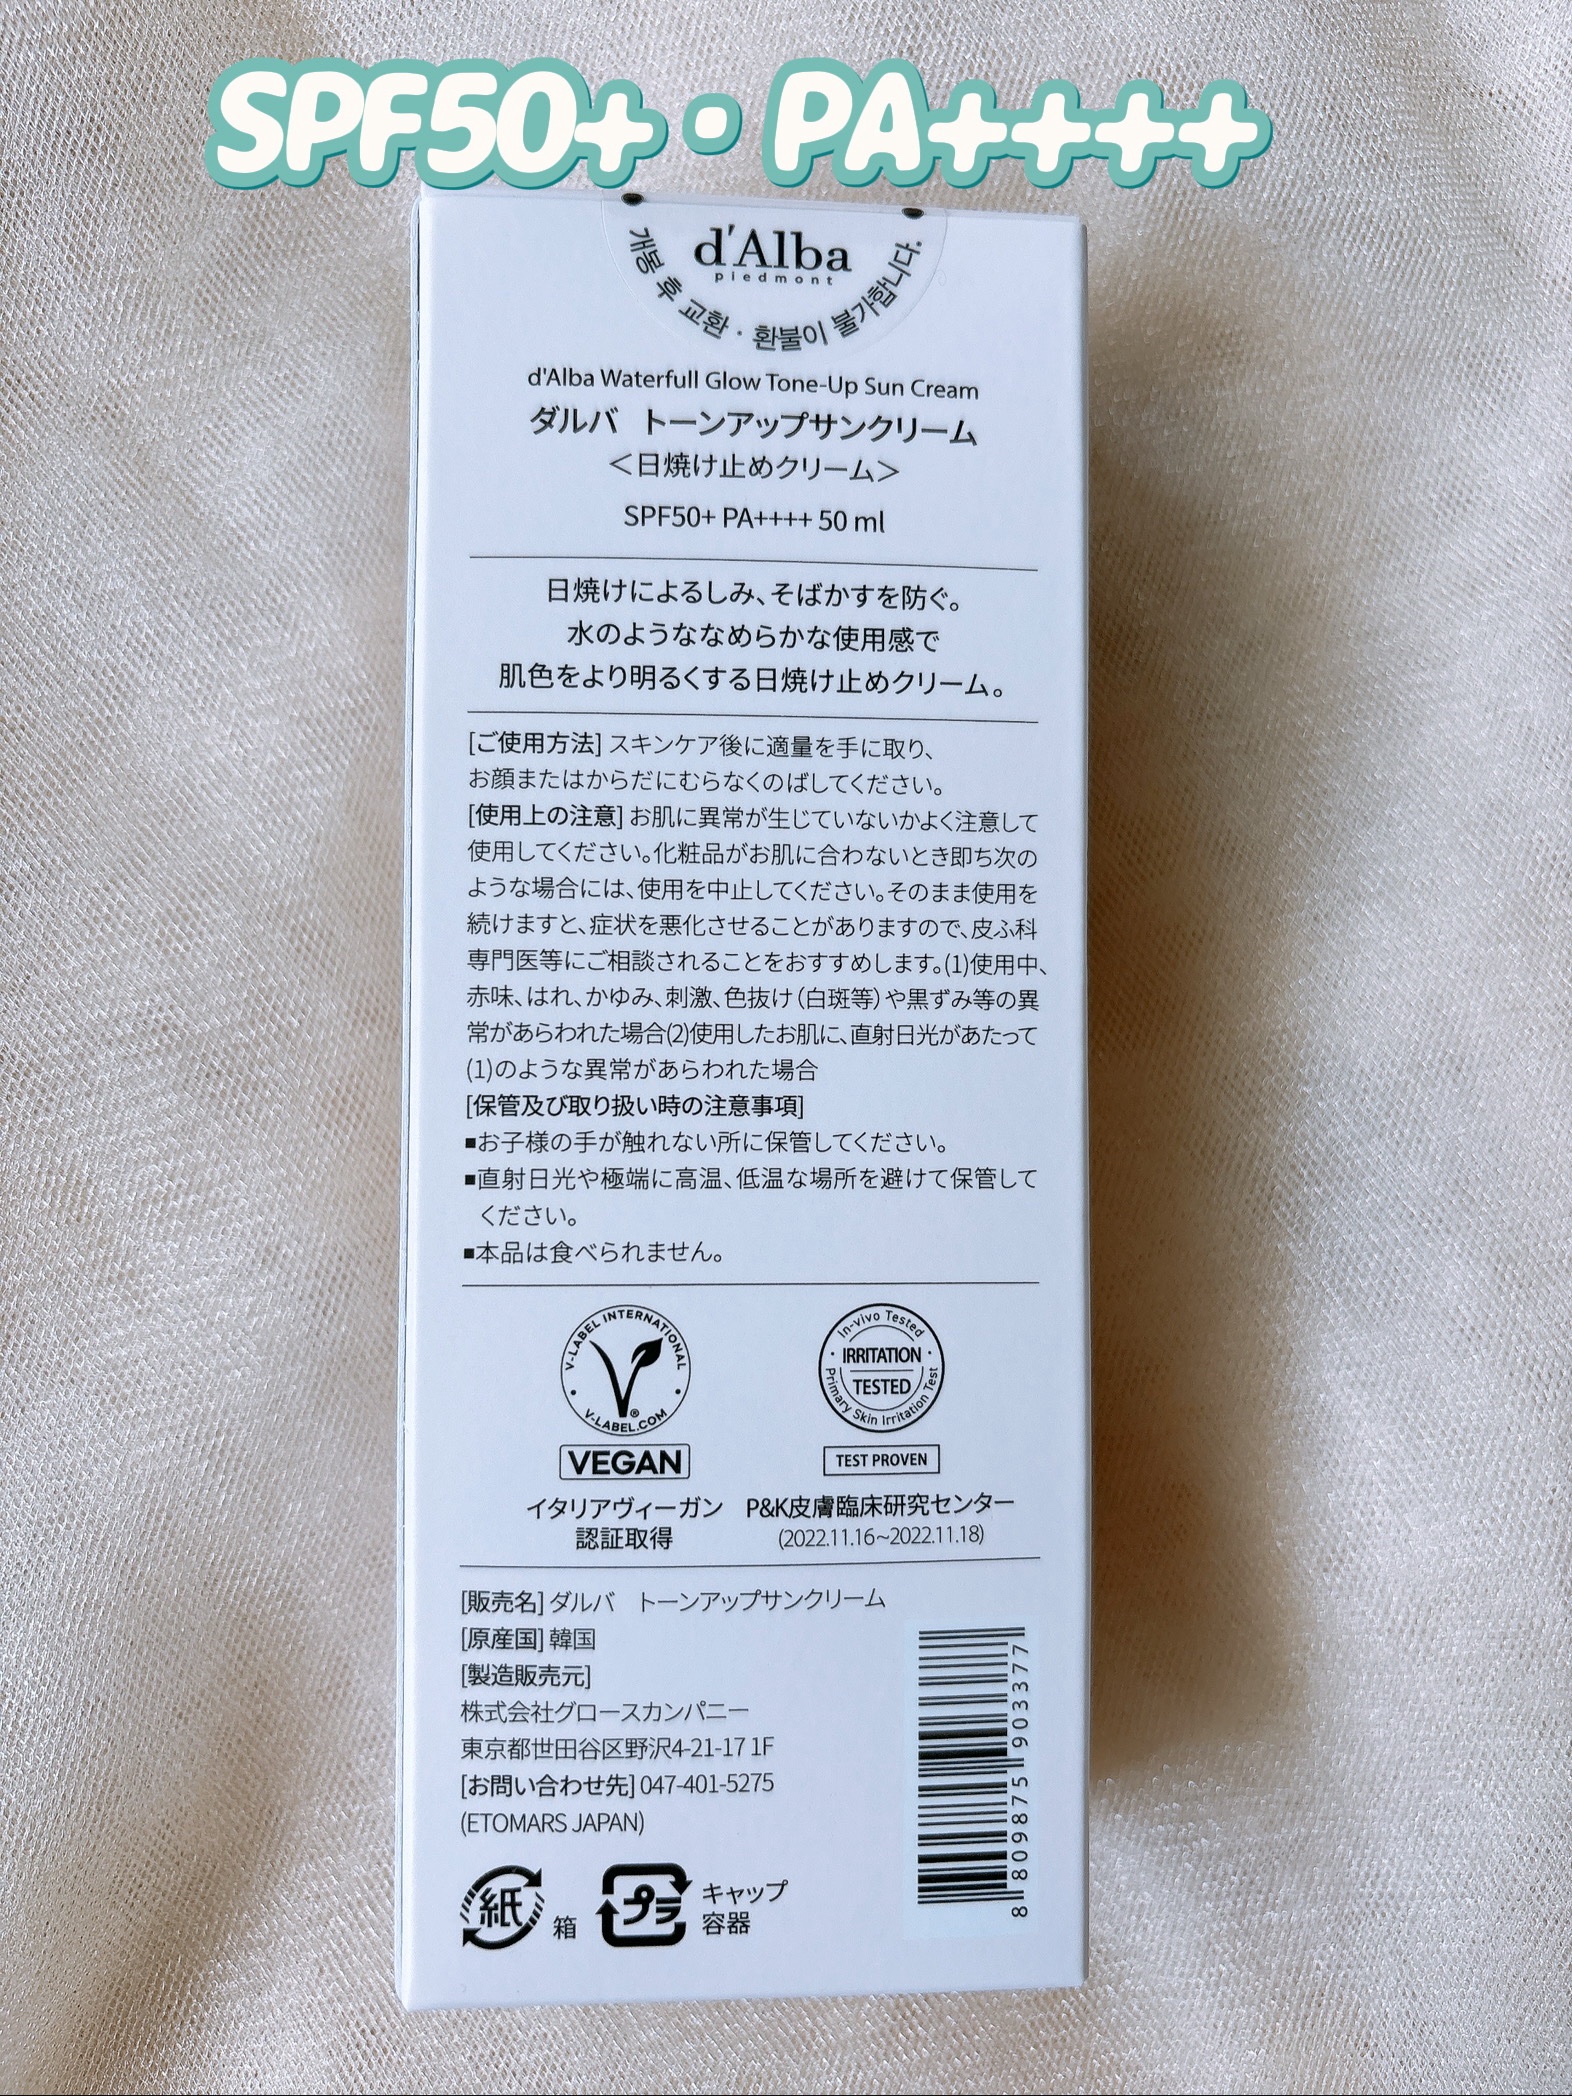 SPF50+・PA++++
d'Alba
piedmont
개봉 후 교환·환불이 불가합니다.
d'Alba Waterfull Glow Tone-Up Sun Cream
ダルバ　トーンアップサンクリーム
＜日焼け止めクリーム＞
SPF50+ PA++++ 50 ml
日焼けによるしみ、そばかすを防ぐ。
水のようななめらかな使用感で
肌色をより明るくする日焼け止めクリーム。
[ご使用方法] スキンケア後に適量を手に取り、
お顔またはからだにむらなくのばしてください。
[使用上の注意] お肌に異常が生じていないかよく注意して
使用してください。化粧品がお肌に合わないとき即ち次の
ような場合には、使用を中止してください。そのまま使用を
続けますと、症状を悪化させることがありますので、皮ふ科
専門医等にご相談されることをおすすめします。(1)使用中、
赤味、はれ、かゆみ、刺激、色抜け（白斑等）や黒ずみ等の異
常があらわれた場合(2)使用したお肌に、直射日光があたって
(1)のような異常があらわれた場合
[保管及び取り扱い時の注意事項]
■お子様の手が触れない所に保管してください。
■直射日光や極端に高温、低温な場所を避けて保管して
ください。
■本品は食べられません。
V-LABEL INTERNATIONAL
V-LABEL.COM
®
VEGAN
イタリアヴィーガン
認証取得
In-vivo Tested
IRRITATION
TESTED
Primary Skin Irritation Test
TEST PROVEN
P&K皮膚臨床研究センター
(2022.11.16~2022.11.18)
[販売名] ダルバ　トーンアップサンクリーム
[原産国] 韓国
[製造販売元]
株式会社グロースカンパニー
東京都世田谷区野沢4-21-17 1F
[お問い合わせ先] 047-401-5275
(ETOMARS JAPAN)
紙 箱
プラ キャップ
容器
8 809875 903377